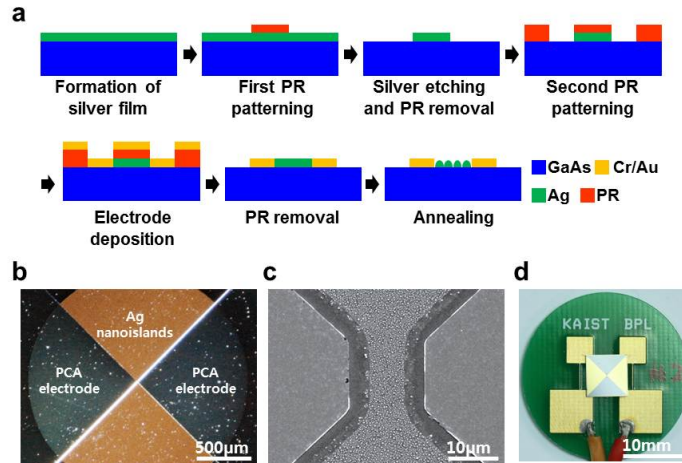 a
Formation of
silver film
First PR
patterning
Silver etching
and PR removal
Second PR
patterning
Electrode
deposition
PR removal
Annealing
GaAs
Cr/Au
Ag
PR
b
Ag
nanoislands
PCA
electrode
PCA
electrode
500μm
c
10μm
d
KAIST BPL
10mm